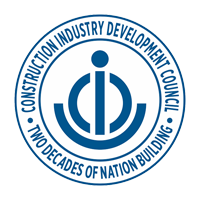 CONSTRUCTION INDUSTRY DEVELOPMENT COUNCIL
TWO DECADES OF NATION BUILDING